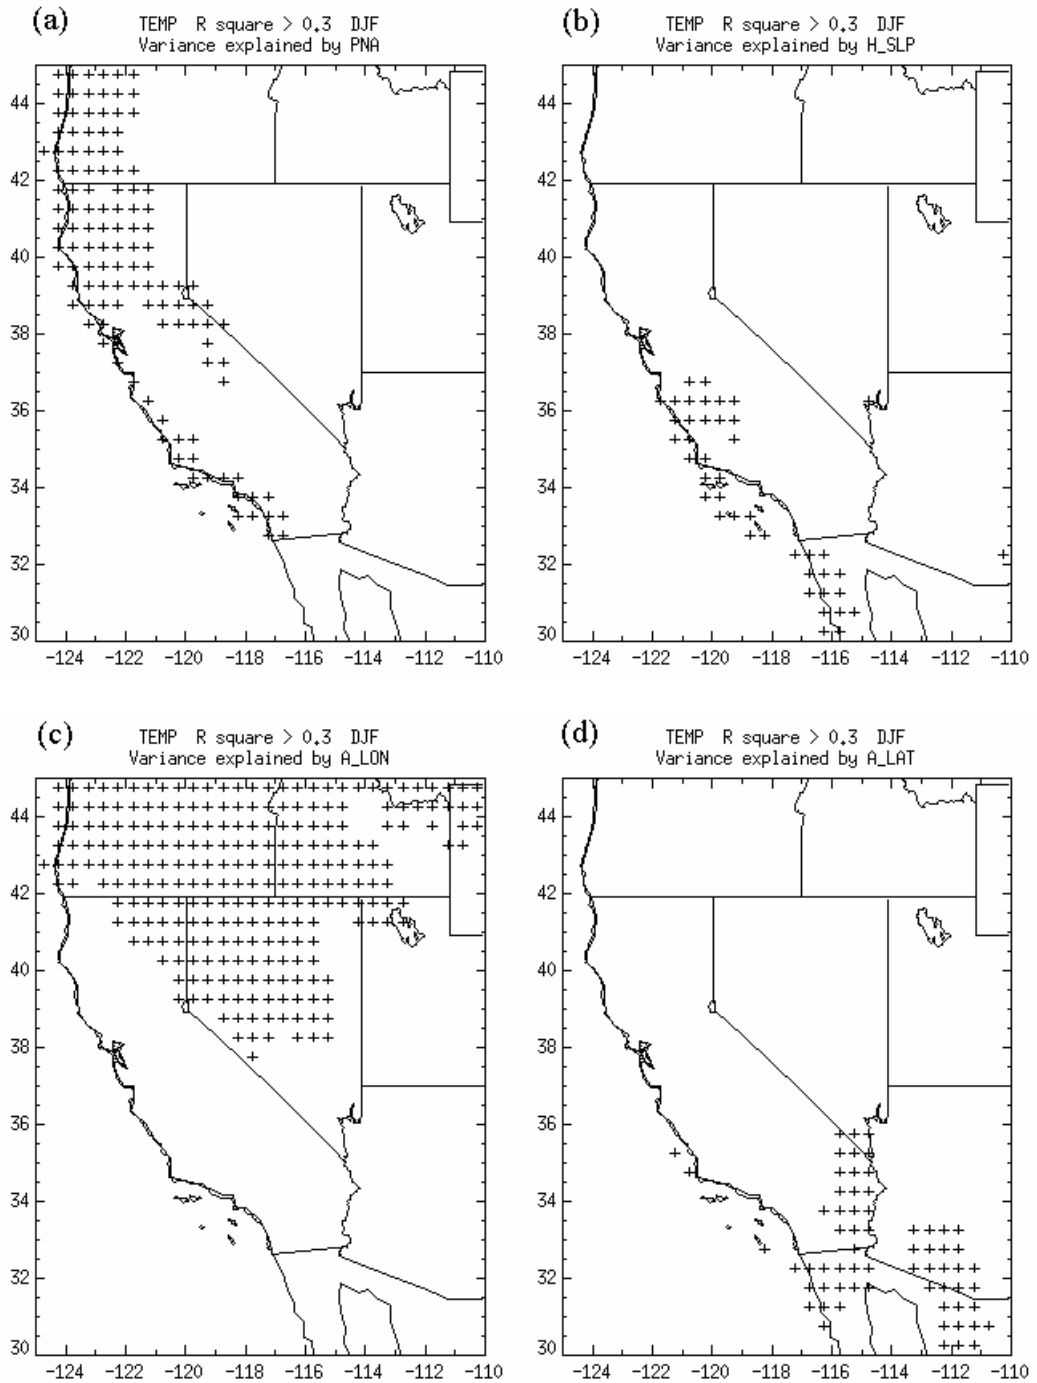 (a)
TEMP R square > 0.3 DJF
Variance explained by PNA
44
42
40
38
36
34
32
30
-124 -122 -120 -118 -116 -114 -112 -110
(b)
TEMP R square > 0.3 DJF
Variance explained by H_SLP
44
42
40
38
36
34
32
30
-124 -122 -120 -118 -116 -114 -112 -110
(c)
TEMP R square > 0.3 DJF
Variance explained by A_LON
44
42
40
38
36
34
32
30
-124 -122 -120 -118 -116 -114 -112 -110
(d)
TEMP R square > 0.3 DJF
Variance explained by A_LAT
44
42
40
38
36
34
32
30
-124 -122 -120 -118 -116 -114 -112 -110